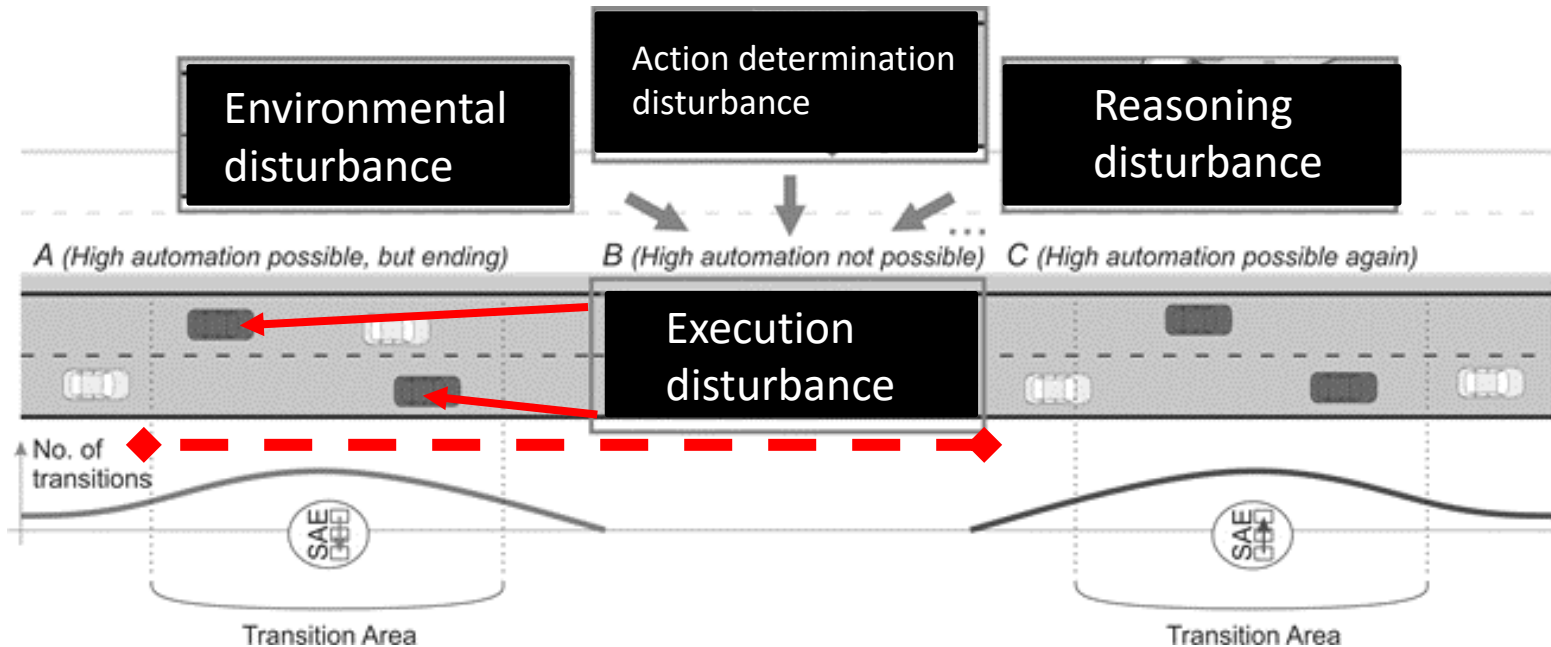 Environmental
disturbance
Action determination
disturbance
Reasoning
disturbance
...
A (High automation possible, but ending)
B (High automation not possible)
C (High automation possible again)
Execution
disturbance
No. of
transitions
SAE
SAE
Transition Area
Transition Area